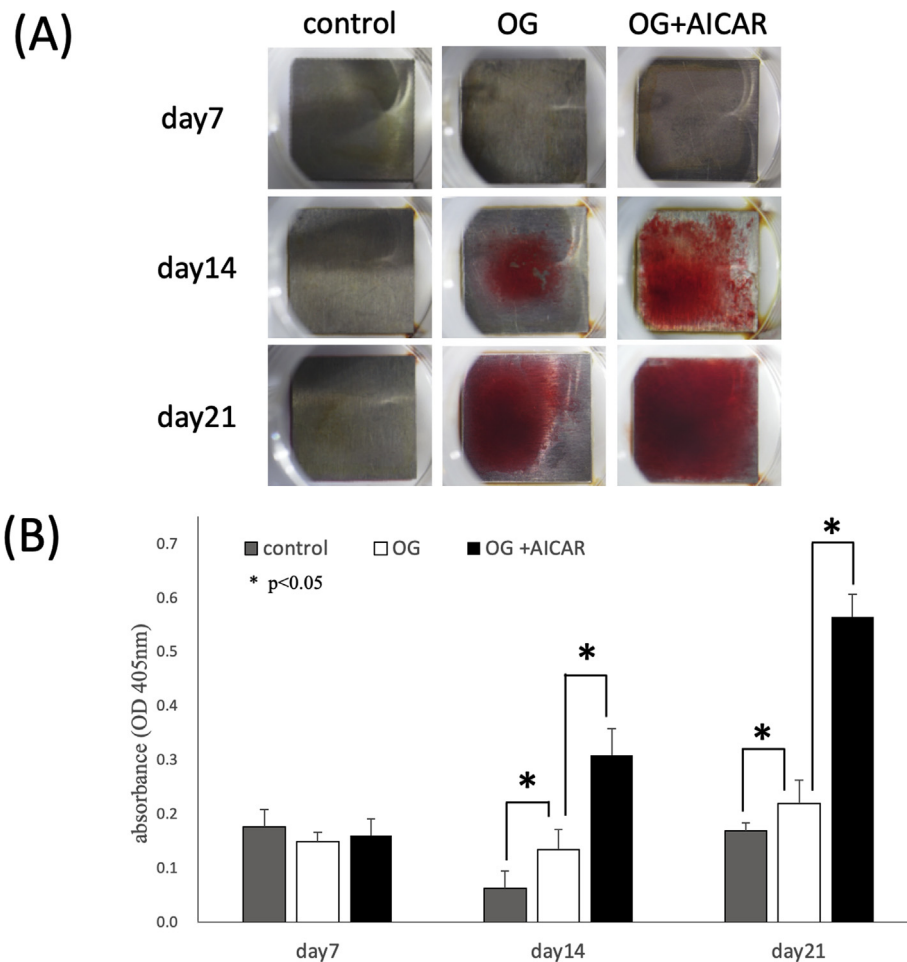 (A)
control OG OG+AICAR
day7
day14
day21
(B)
absorbance (OD 405nm)
0.7
0.6
0.5
0.4
0.3
0.2
0.1
0.0
control OG OG +AICAR
* p<0.05
*
*
*
*
day7 day14 day21